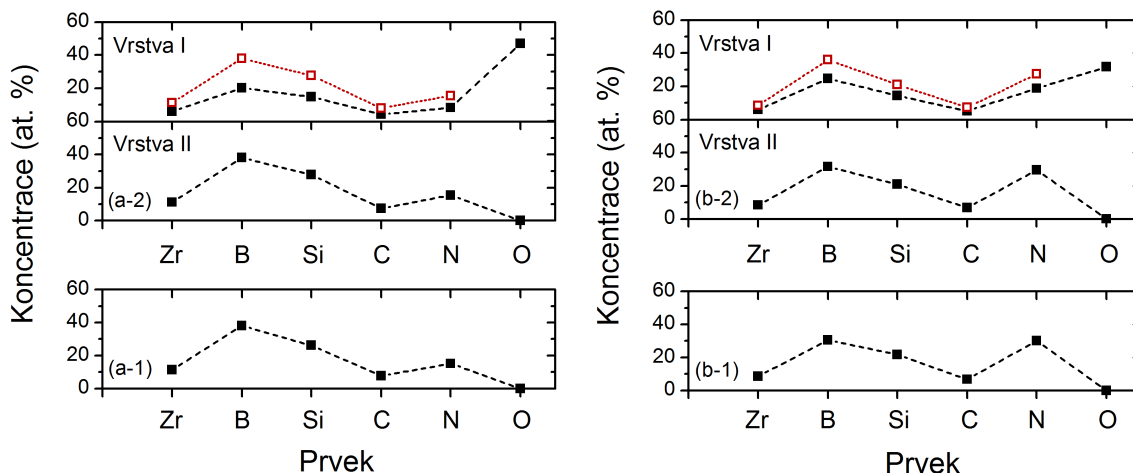 Koncentrace (at. %)
60
Vrstva I
40
20
60
Vrstva II
40
20
(a-2)
0
Zr B Si C N O
60
40
20
(a-1)
0
Zr B Si C N O
Prvek
Koncentrace (at. %)
60
Vrstva I
40
20
60
Vrstva II
40
20
(b-2)
0
Zr B Si C N O
60
40
20
(b-1)
0
Zr B Si C N O
Prvek